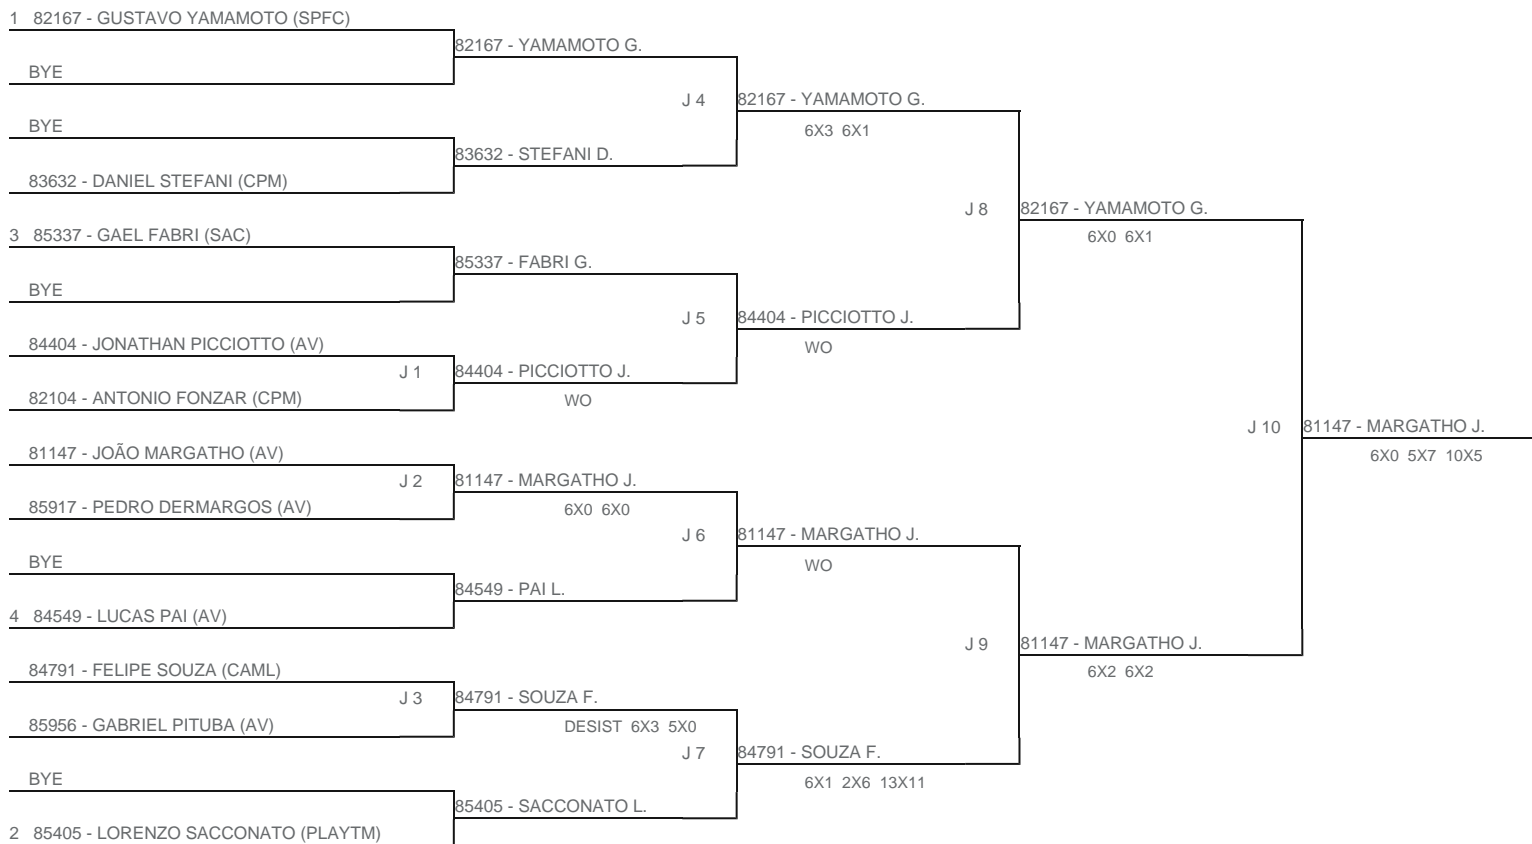 1 82167 - GUSTAVO YAMAMOTO (SPFC)
82167 - YAMAMOTO G.
BYE
J 4
82167 - YAMAMOTO G.
6X3 6X1
BYE
83632 - STEFANI D.
83632 - DANIEL STEFANI (CPM)
J 8
82167 - YAMAMOTO G.
6X0 6X1
3 85337 - GAEL FABRI (SAC)
85337 - FABRI G.
BYE
J 5
84404 - PICCIOTTO J.
WO
84404 - JONATHAN PICCIOTTO (AV)
J 1
84404 - PICCIOTTO J.
WO
82104 - ANTONIO FONZAR (CPM)
J 10
81147 - MARGATHO J.
6X0 5X7 10X5
81147 - JOÃO MARGATHO (AV)
J 2
81147 - MARGATHO J.
6X0 6X0
85917 - PEDRO DERMARGOS (AV)
J 6
81147 - MARGATHO J.
WO
BYE
84549 - PAI L.
4 84549 - LUCAS PAI (AV)
J 9
81147 - MARGATHO J.
6X2 6X2
84791 - FELIPE SOUZA (CAML)
J 3
84791 - SOUZA F.
DESIST 6X3 5X0
85956 - GABRIEL PITUBA (AV)
J 7
84791 - SOUZA F.
6X1 2X6 13X11
BYE
85405 - SACCONATO L.
2 85405 - LORENZO SACCONATO (PLAYTM)